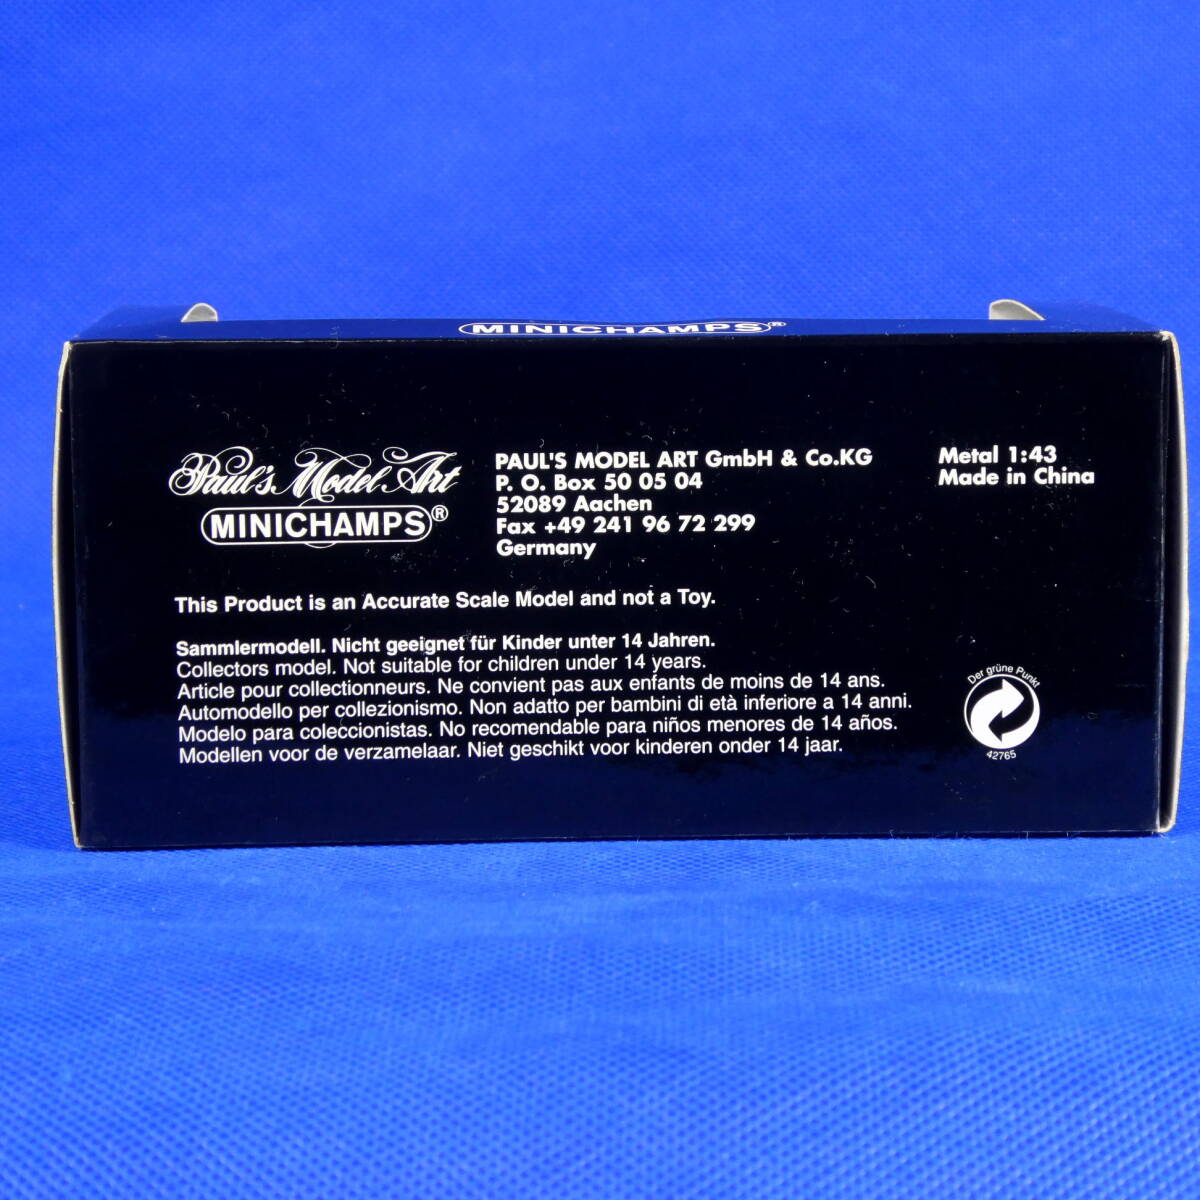 MINICHAMPS®
Paul's Model Art
MINICHAMPS®
PAUL'S MODEL ART GmbH & Co.KG
P. O. Box 50 05 04
52089 Aachen
Fax +49 241 96 72 299
Germany
Metal 1:43
Made in China
This Product is an Accurate Scale Model and not a Toy.
Sammlermodell. Nicht geeignet für Kinder unter 14 Jahren.
Collectors model. Not suitable for children under 14 years.
Article pour collectionneurs. Ne convient pas aux enfants de moins de 14 ans.
Automodello per collezionismo. Non adatto per bambini di età inferiore a 14 anni.
Modelo para coleccionistas. No recomendable para niños menores de 14 años.
Modellen voor de verzamelaar. Niet geschikt voor kinderen onder 14 jaar.
Der grüne Punkt
42765